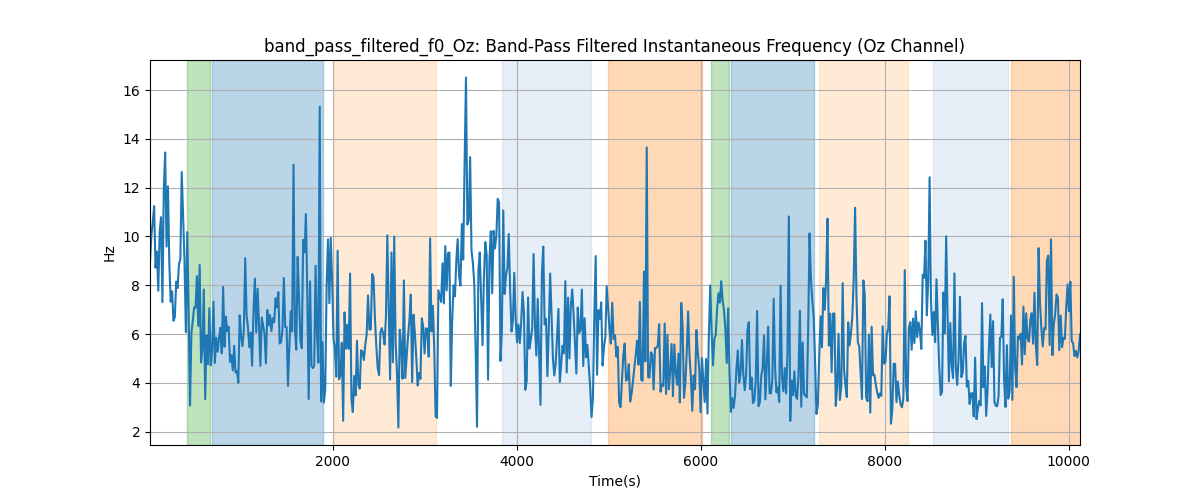 band_pass_filtered_f0_Oz: Band-Pass Filtered Instantaneous Frequency (Oz Channel)
16
14
12
10
8
6
4
2
Hz
2000 4000 6000 8000 10000
Time(s)